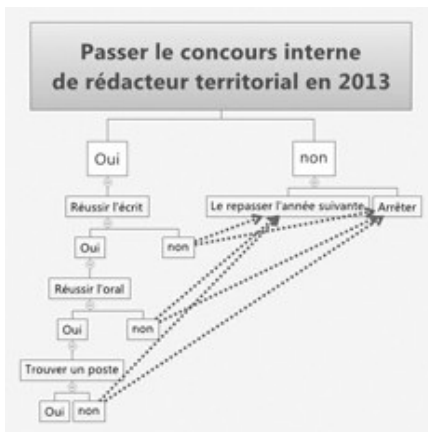 Passer le concours interne
de rédacteur territorial en 2013
Oui
non
Réussir l'écrit
Le repasser l'année suivante
Arrêter
Oui
non
Réussir l'oral
Oui
non
Trouver un poste
Oui
non